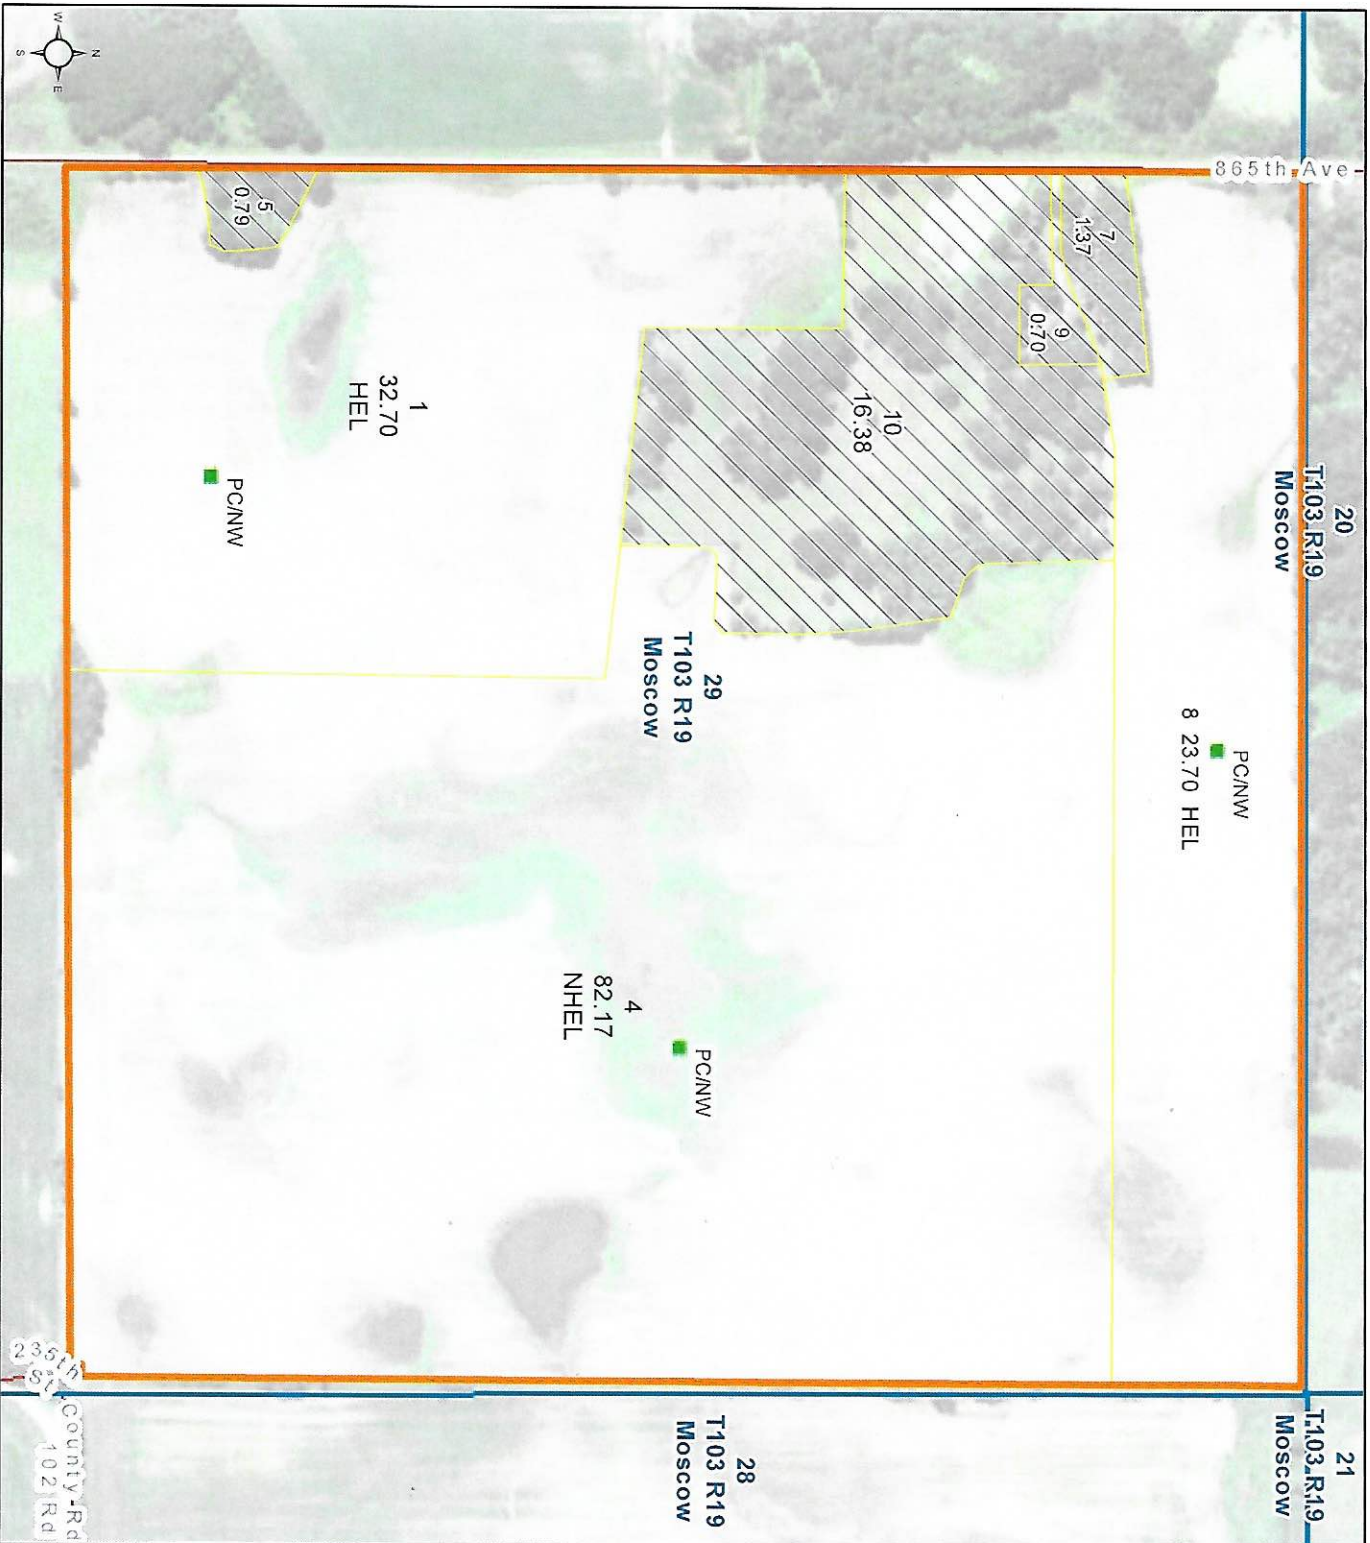 W
N
S
E
865th Ave
20
T103 R19
Moscow
21
T103 R19
Moscow
7
1.37
9
0.70
10
16.38
5
0.79
1
32.70
HEL
PC/NW
8 23.70 HEL
PC/NW
29
T103 R19
Moscow
4
82.17
NHEL
PC/NW
28
T103 R19
Moscow
235th
St
County Rd
102 Rd